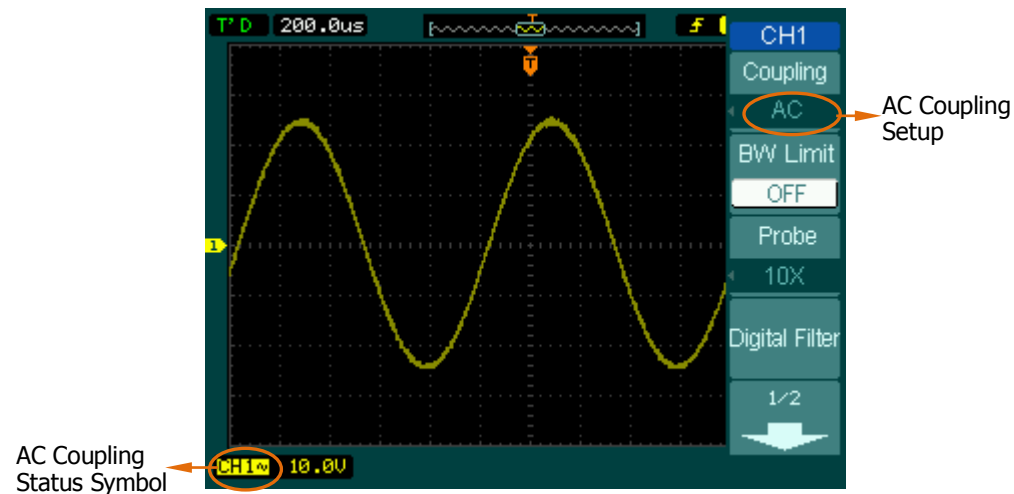 T'D 200.0us
T
T
CH1
Coupling
AC
AC Coupling
Setup
BW Limit
OFF
1
Probe
10X
Digital Filter
1/2
AC Coupling
Status Symbol
CH1~ 10.0V